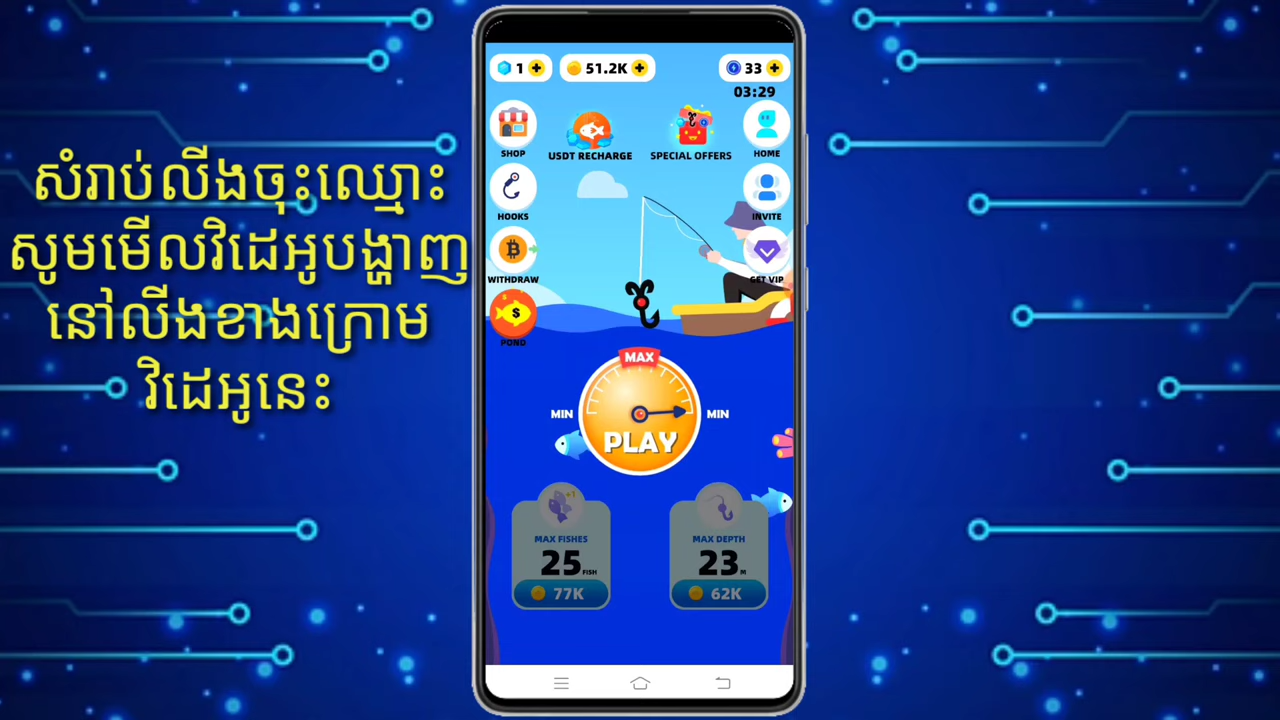 សំរាប់លីងចុះឈ្មោះ
សូមមើលវិដេអូបង្ហាញ
នៅលីងខាងក្រោម
វិដេអូនេះ
1
51.2K
33
03:29
SHOP
USDT RECHARGE
SPECIAL OFFERS
HOME
HOOKS
INVITE
WITHDRAW
GET VIP
POND
MAX
MIN
MIN
PLAY
+1
MAX FISHES
25 FISH
77K
MAX DEPTH
23 M
62K